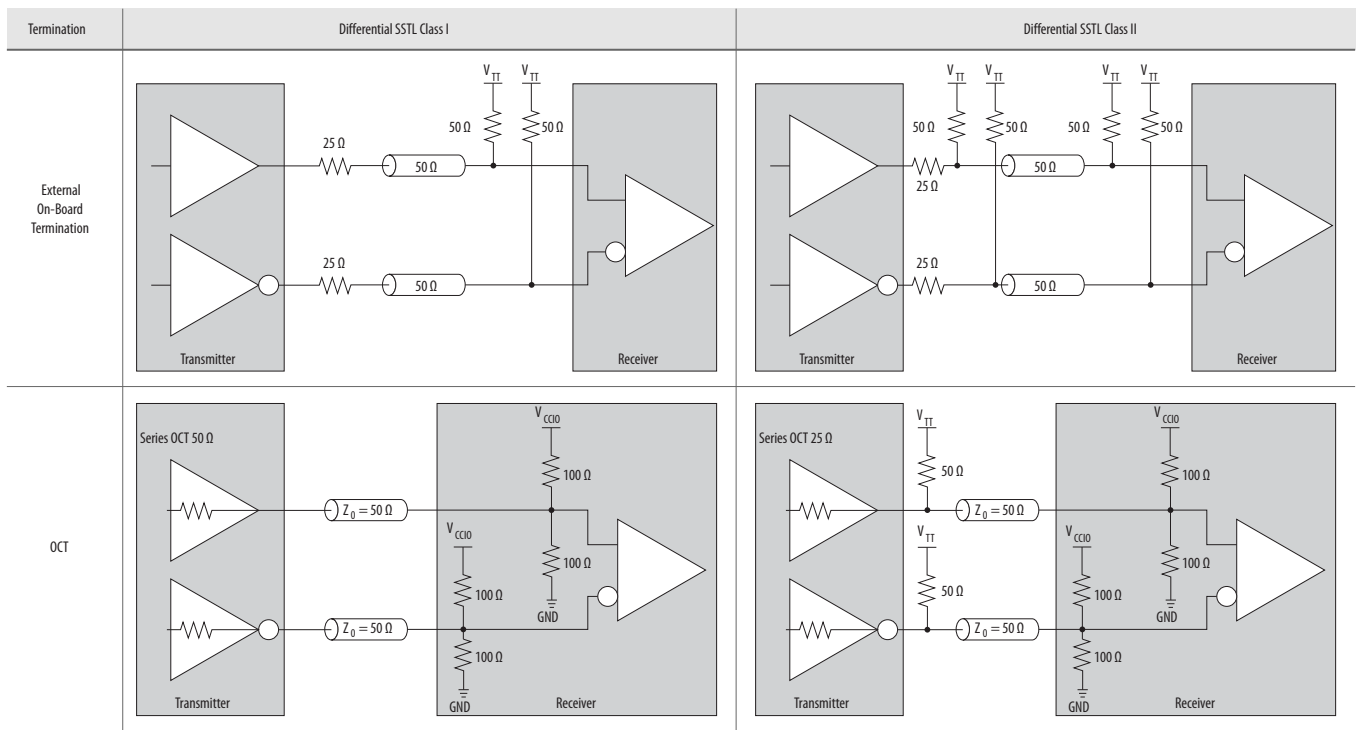 Termination
Differential SSTL Class I
Differential SSTL Class II
External
On-Board
Termination
V TT
V TT
50 Ω
50 Ω
25 Ω
50 Ω
25 Ω
50 Ω
Transmitter
Receiver
V TT
V TT
V TT
V TT
50 Ω
50 Ω
50 Ω
50 Ω
25 Ω
50 Ω
25 Ω
50 Ω
Transmitter
Receiver
OCT
Series OCT 50 Ω
V CCIO
100 Ω
Z 0 = 50 Ω
V CCIO
100 Ω
100 Ω
GND
Z 0 = 50 Ω
100 Ω
GND
Transmitter
Receiver
Series OCT 25 Ω
V TT
50 Ω
V CCIO
100 Ω
Z 0 = 50 Ω
V TT
V CCIO
100 Ω
50 Ω
100 Ω
GND
Z 0 = 50 Ω
100 Ω
GND
Transmitter
Receiver